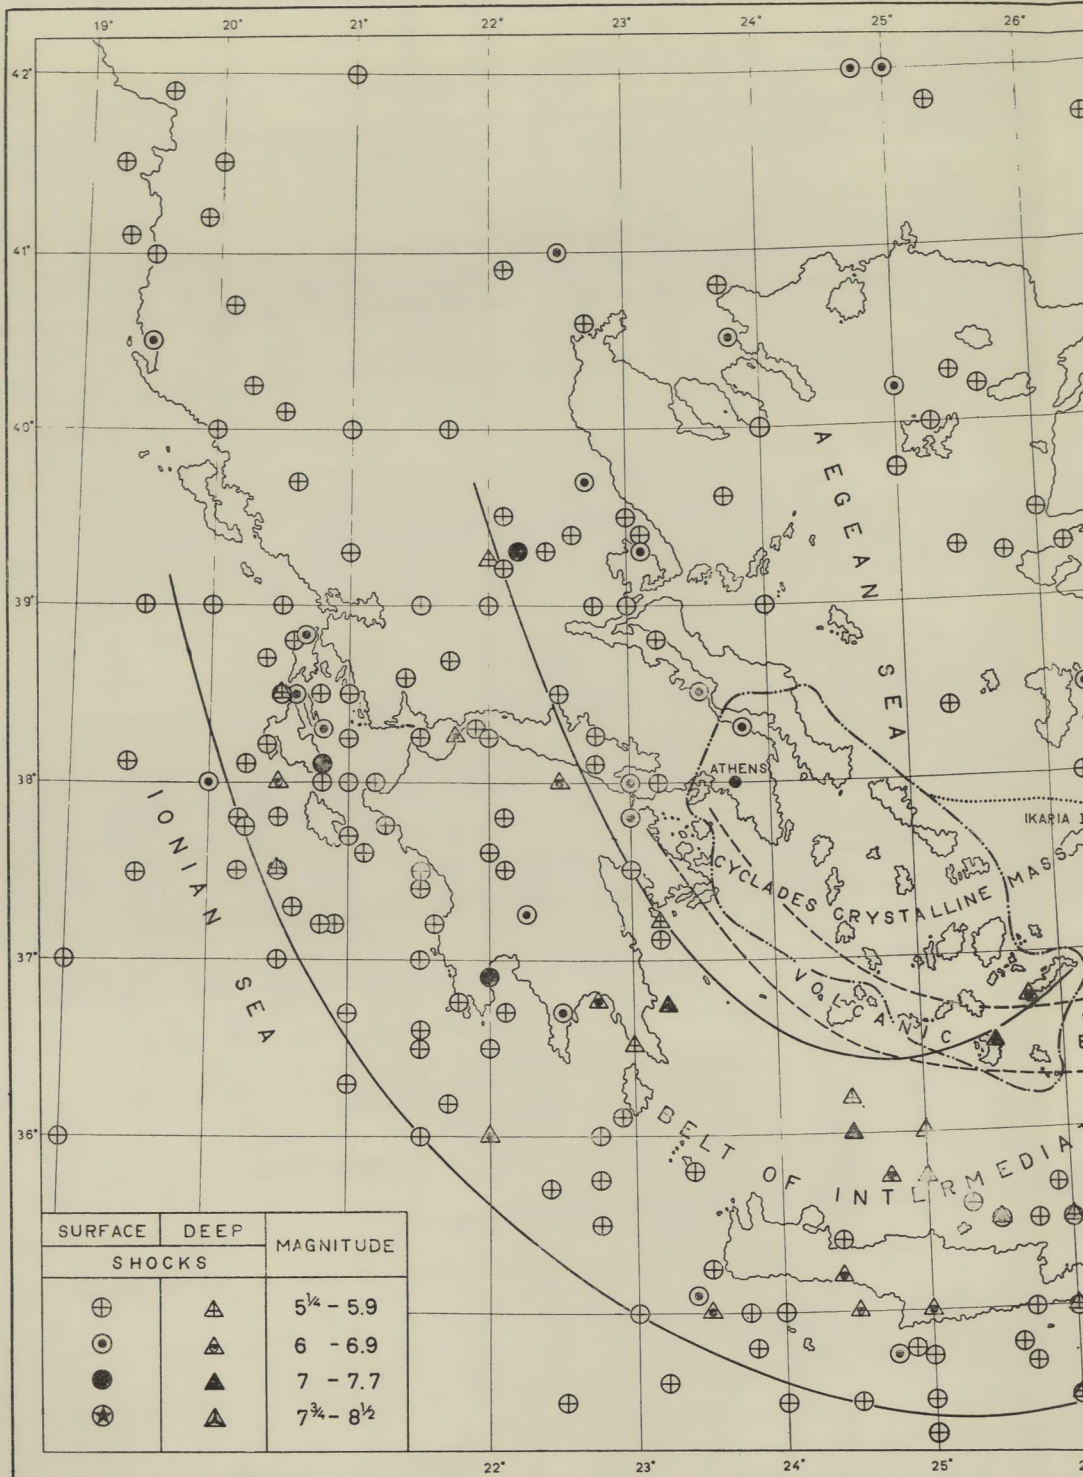 19° 20° 21° 22° 23° 24° 25° 26°
42°
41°
40°
39°
38°
37°
36°
AEGEAN SEA
IONIAN SEA
ATHENS
IKARIA I
CYCLADES CRYSTALLINE MASS
VOLCANIC
BELT OF INTERMEDIA
SURFACE DEEP MAGNITUDE
SHOCKS
5¼ - 5.9
6 - 6.9
7 - 7.7
7¾ - 8½
22° 23° 24° 25°